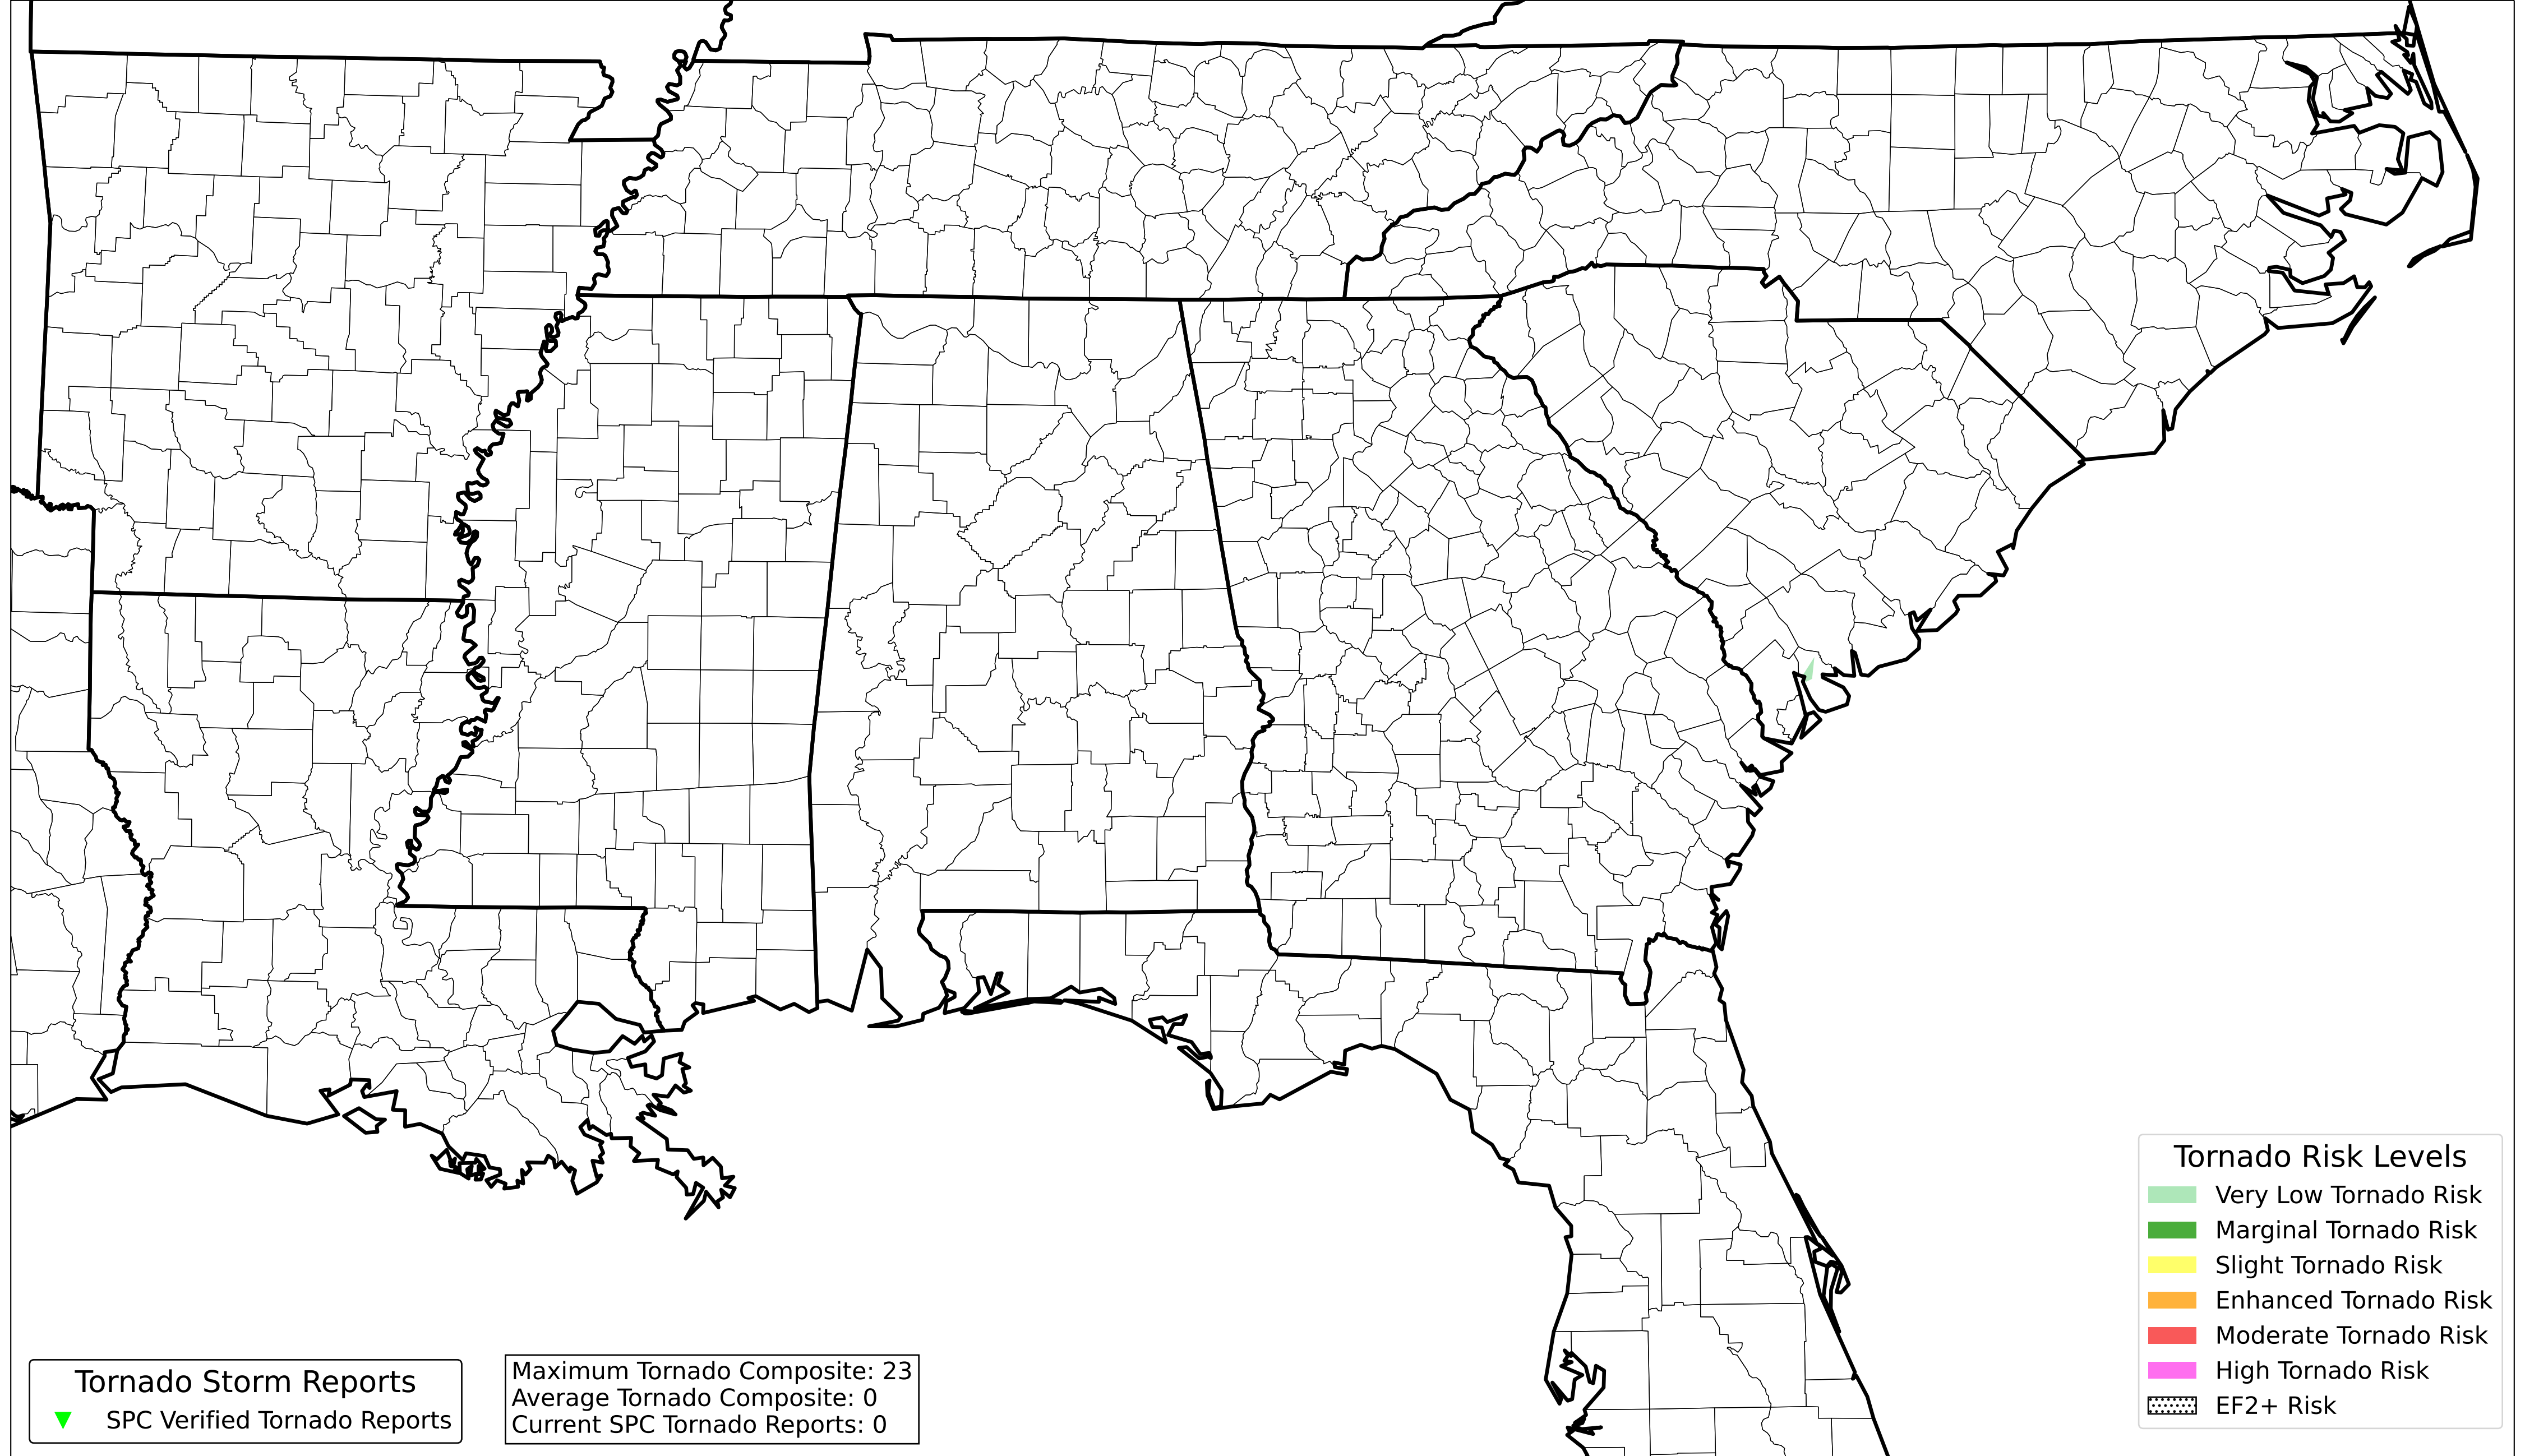 Tornado Storm Reports
SPC Verified Tornado Reports
Maximum Tornado Composite: 23
Average Tornado Composite: 0
Current SPC Tornado Reports: 0
Tornado Risk Levels
Very Low Tornado Risk
Marginal Tornado Risk
Slight Tornado Risk
Enhanced Tornado Risk
Moderate Tornado Risk
High Tornado Risk
EF2+ Risk